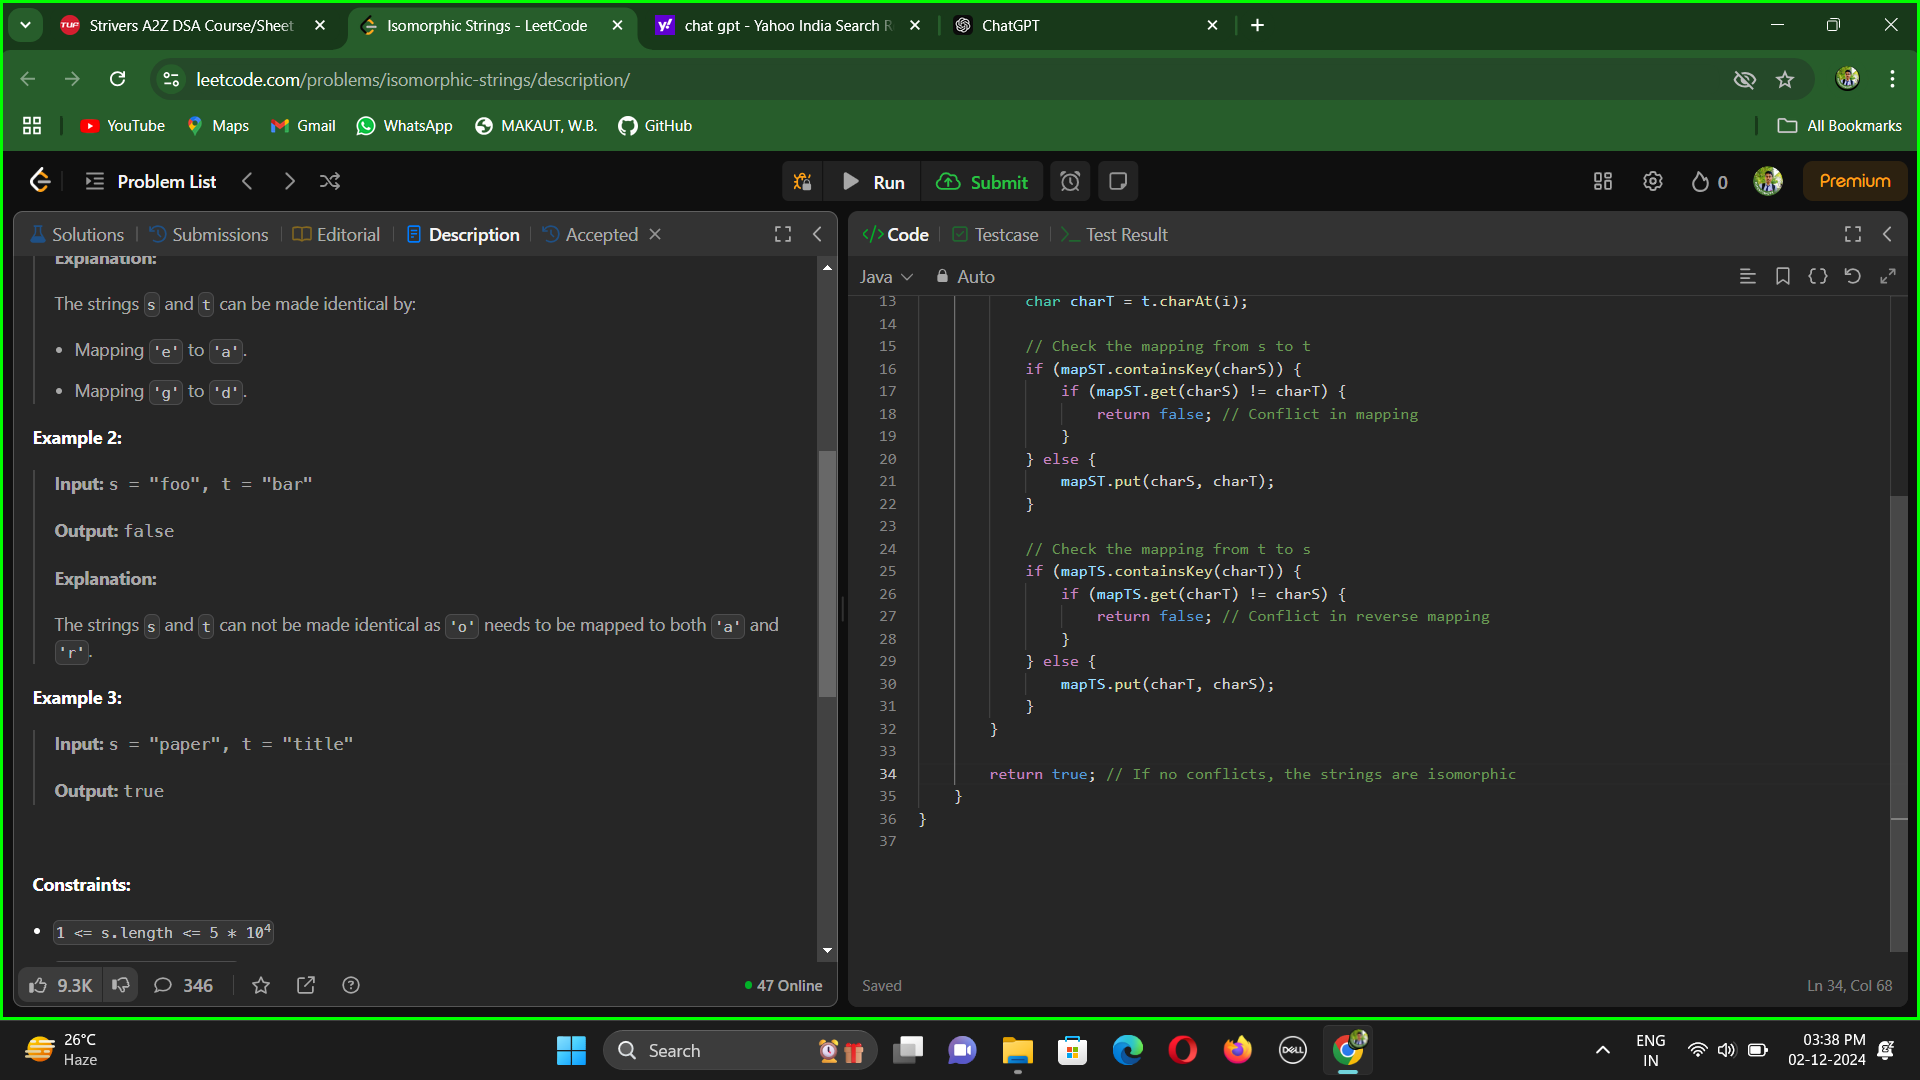 Strivers A2Z DSA Course/Sheet
Isomorphic Strings - LeetCode
chat gpt - Yahoo India Search R
ChatGPT
leetcode.com/problems/isomorphic-strings/description/
YouTube
Maps
Gmail
WhatsApp
MAKAUT, W.B.
GitHub
All Bookmarks
Problem List
Run
Submit
0
Premium
Solutions
Submissions
Editorial
Description
Accepted
Explanation:
The strings s and t can be made identical by:
• Mapping 'e' to 'a'.
• Mapping 'g' to 'd'.
Example 2:
Input: s = "foo", t = "bar"
Output: false
Explanation:
The strings s and t can not be made identical as 'o' needs to be mapped to both 'a' and
'r'.
Example 3:
Input: s = "paper", t = "title"
Output: true
Constraints:
• 1 <= s.length <= 5 * 10⁴
9.3K
346
47 Online
</> Code
Testcase
Test Result
Java
Auto
13 char charT = t.charAt(i);
14
15 // Check the mapping from s to t
16 if (mapST.containsKey(charS)) {
17 if (mapST.get(charS) != charT) {
18 return false; // Conflict in mapping
19 }
20 } else {
21 mapST.put(charS, charT);
22 }
23
24 // Check the mapping from t to s
25 if (mapTS.containsKey(charT)) {
26 if (mapTS.get(charT) != charS) {
27 return false; // Conflict in reverse mapping
28 }
29 } else {
30 mapTS.put(charT, charS);
31 }
32 }
33
34 return true; // If no conflicts, the strings are isomorphic
35 }
36 }
37
Saved
Ln 34, Col 68
26°C
Haze
Search
DELL
ENG
IN
03:38 PM
02-12-2024